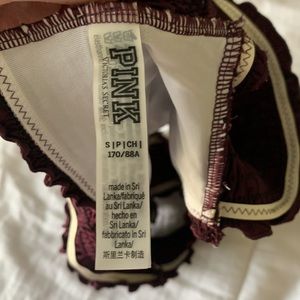 PINK
VICTORIA'S SECRET
S | P | CH |
170/88A
made in Sri
Lanka/fabriqué
au Sri Lanka/
hecho en
Sri Lanka/
fabbricato in Sri
Lanka/
斯里兰卡制造